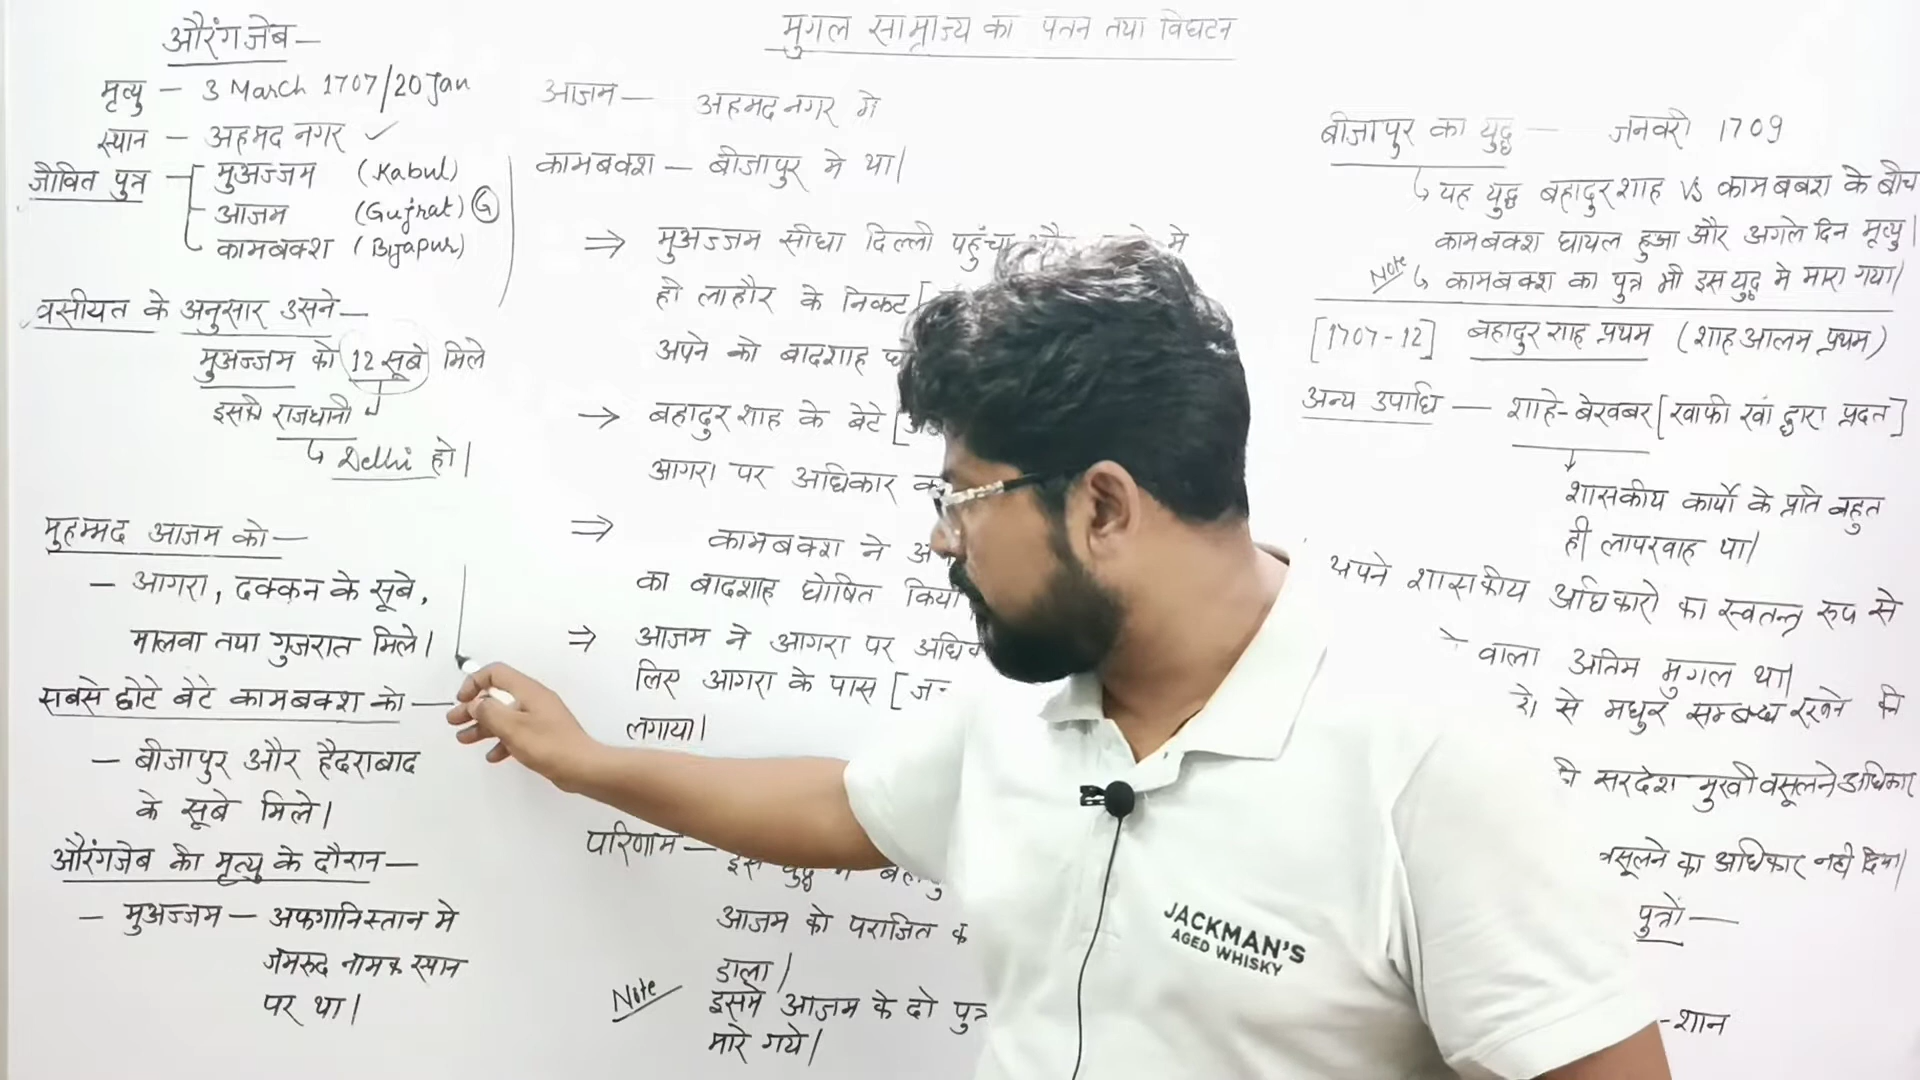 मुगल साम्राज्य का पतन तथा विघटन
औरंगजेब—
मृत्यु — 3 March 1707/20 Jan
स्थान — अहमद नगर ✓
जीवित पुत्र — मुअज्जम (Kabul)
आजम (Gujrat) G
कामबक्श (Bijapur)
वसीयत के अनुसार उसने—
मुअज्जम को 12 सूबे मिले
इसकी राजधानी
↳ Delhi हो|
मुहम्मद आजम को—
— आगरा, दक्कन के सूबे,
मालवा तथा गुजरात मिले|
सबसे छोटे बेटे कामबक्श को—
— बीजापुर और हैदराबाद
के सूबे मिले|
औरंगजेब की मृत्यु के दौरान—
— मुअज्जम — अफगानिस्तान मे
जमरुद नामक स्थान
पर था|
आजम — अहमद नगर मे
कामबक्श — बीजापुर मे था|
⇒ मुअज्जम सीधा दिल्ली पहुंचा मे
ही लाहौर के निकट [
अपने को बादशाह
→ बहादुर शाह के बेटे [
आगरा पर अधिकार
⇒ कामबक्श ने
का बादशाह घोषित किया
⇒ आजम ने आगरा पर
लिए आगरा के पास [
लगाया|
परिणाम — इस युद्ध
आजम को पराजित
डाला|
Note इसमे आजम के दो पुत्र
मारे गये|
बीजापुर का युद्ध — जनवरी 1709
↳ यह युद्ध बहादुर शाह vs कामबक्श के बीच
कामबक्श घायल हुआ और अगले दिन मृत्यु|
Note ↳ कामबक्श का पुत्र भी इस युद्ध मे मारा गया|
[1707-12] बहादुर शाह प्रथम (शाह आलम प्रथम)
अन्य उपाधि — शाहे-बेखबर [खाफी खां द्वारा प्रदत]
शासकीय कार्यो के प्रति बहुत
ही लापरवाह था|
अपने शासकीय अधिकारो का स्वतन्त्र रूप से
वाला अंतिम मुगल था|
से मधुर सम्बन्ध रखने की
सरदेश मुखी वसूलने अधिकार
वसूलने का अधिकार नही दिया|
पुत्रों —
-शान
JACKMAN'S
AGED WHISKY